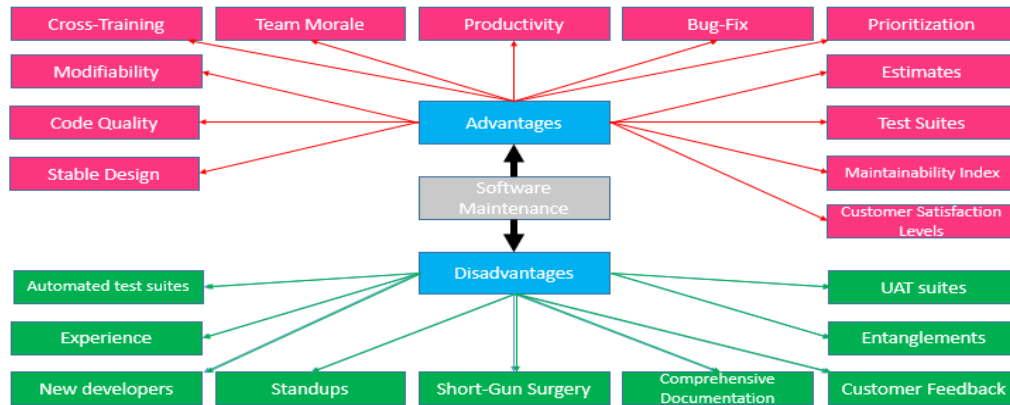 Cross-Training
Team Morale
Productivity
Bug-Fix
Prioritization
Modifiability
Estimates
Code Quality
Advantages
Test Suites
Stable Design
Maintainability Index
Software
Maintenance
Customer Satisfaction
Levels
Disadvantages
Automated test suites
UAT suites
Experience
Entanglements
New developers
Standups
Short-Gun Surgery
Comprehensive
Documentation
Customer Feedback